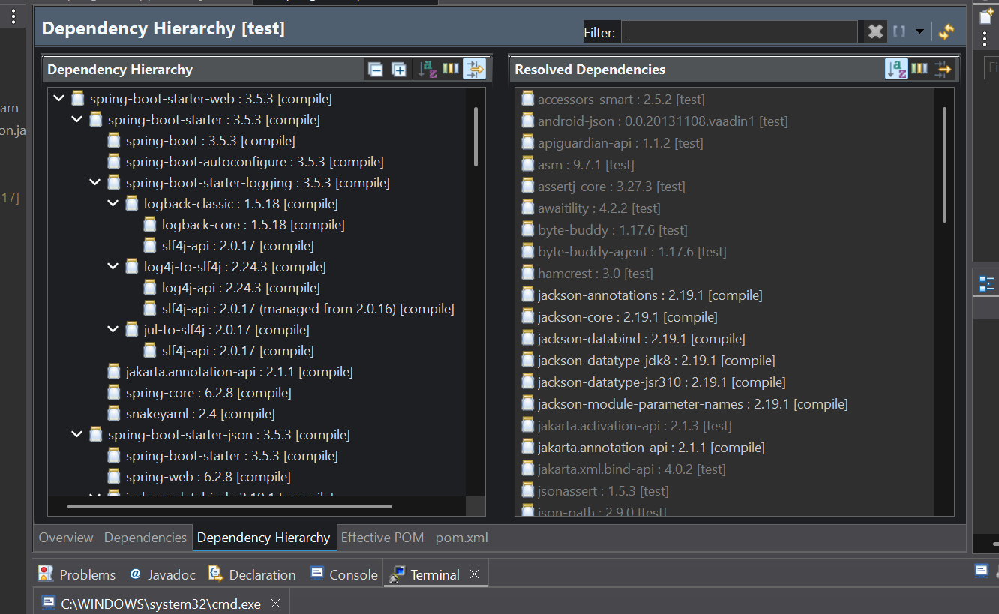 Dependency Hierarchy [test]
Filter:
Dependency Hierarchy
spring-boot-starter-web : 3.5.3 [compile]
spring-boot-starter : 3.5.3 [compile]
spring-boot : 3.5.3 [compile]
spring-boot-autoconfigure : 3.5.3 [compile]
spring-boot-starter-logging : 3.5.3 [compile]
logback-classic : 1.5.18 [compile]
logback-core : 1.5.18 [compile]
slf4j-api : 2.0.17 [compile]
log4j-to-slf4j : 2.24.3 [compile]
log4j-api : 2.24.3 [compile]
slf4j-api : 2.0.17 (managed from 2.0.16) [compile]
jul-to-slf4j : 2.0.17 [compile]
slf4j-api : 2.0.17 [compile]
jakarta.annotation-api : 2.1.1 [compile]
spring-core : 6.2.8 [compile]
snakeyaml : 2.4 [compile]
spring-boot-starter-json : 3.5.3 [compile]
spring-boot-starter : 3.5.3 [compile]
spring-web : 6.2.8 [compile]
jackson-databind : 2.19.1 [compile]
Resolved Dependencies
accessors-smart : 2.5.2 [test]
android-json : 0.0.20131108.vaadin1 [test]
apiguardian-api : 1.1.2 [test]
asm : 9.7.1 [test]
assertj-core : 3.27.3 [test]
awaitility : 4.2.2 [test]
byte-buddy : 1.17.6 [test]
byte-buddy-agent : 1.17.6 [test]
hamcrest : 3.0 [test]
jackson-annotations : 2.19.1 [compile]
jackson-core : 2.19.1 [compile]
jackson-databind : 2.19.1 [compile]
jackson-datatype-jdk8 : 2.19.1 [compile]
jackson-datatype-jsr310 : 2.19.1 [compile]
jackson-module-parameter-names : 2.19.1 [compile]
jakarta.activation-api : 2.1.3 [test]
jakarta.annotation-api : 2.1.1 [compile]
jakarta.xml.bind-api : 4.0.2 [test]
jsonassert : 1.5.3 [test]
json-path : 2.9.0 [test]
arn
on.ja
17]
Fi
Overview Dependencies Dependency Hierarchy Effective POM pom.xml
Problems Javadoc Declaration Console Terminal
C:\WINDOWS\system32\cmd.exe